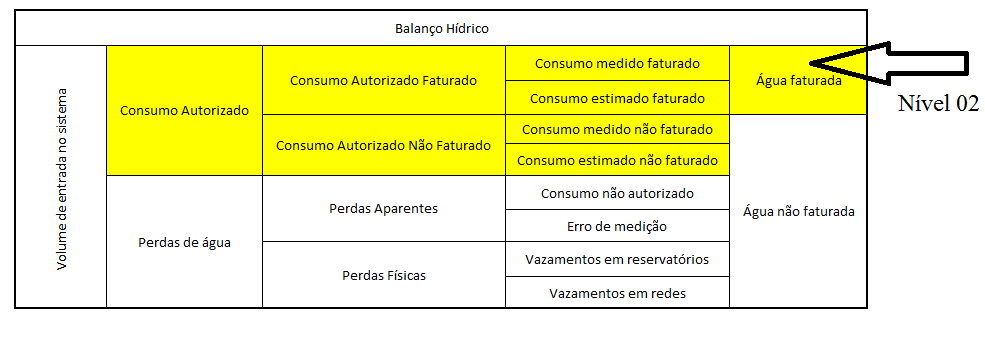 Balanço Hídrico
Volume de entrada no sistema
Consumo Autorizado
Consumo Autorizado Faturado
Consumo medido faturado
Consumo estimado faturado
Água faturada
Nível 02
Consumo Autorizado Não Faturado
Consumo medido não faturado
Consumo estimado não faturado
Água não faturada
Perdas de água
Perdas Aparentes
Consumo não autorizado
Erro de medição
Perdas Físicas
Vazamentos em reservatórios
Vazamentos em redes